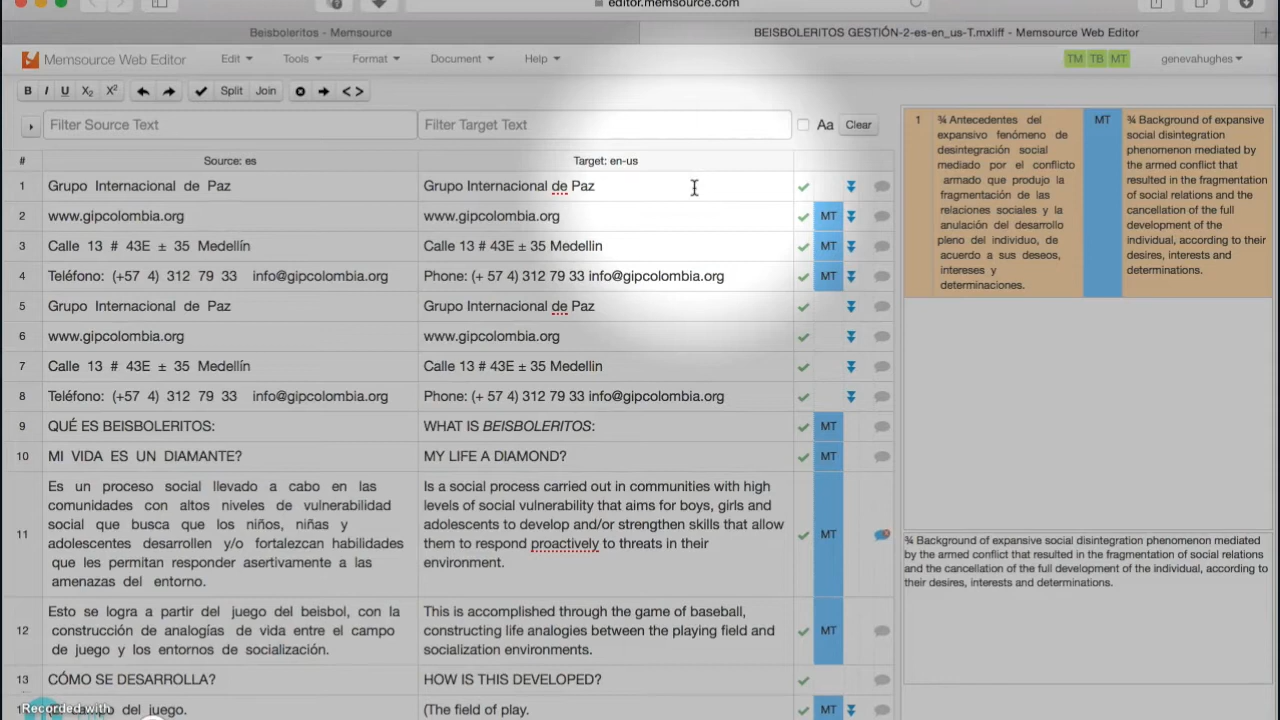 editor.memsource.com
Beisboleritos - Memsource
BEISBOLERITOS GESTIÓN-2-es-en_us-T.mxliff - Memsource Web Editor
Memsource Web Editor
Edit
Tools
Format
Document
Help
TM TB MT
genevahughes
B I U X₂ X² Split Join
Filter Source Text
Filter Target Text
Aa
Clear
# Source: es Target: en-us
1 Grupo Internacional de Paz
Grupo Internacional de Paz
2 www.gipcolombia.org
www.gipcolombia.org MT
3 Calle 13 # 43E ± 35 Medellín
Calle 13 # 43E ± 35 Medellin MT
4 Teléfono: (+57 4) 312 79 33 info@gipcolombia.org
Phone: (+ 57 4) 312 79 33 info@gipcolombia.org MT
5 Grupo Internacional de Paz
Grupo Internacional de Paz
6 www.gipcolombia.org
www.gipcolombia.org
7 Calle 13 # 43E ± 35 Medellín
Calle 13 # 43E ± 35 Medellin
8 Teléfono: (+57 4) 312 79 33 info@gipcolombia.org
Phone: (+ 57 4) 312 79 33 info@gipcolombia.org
9 QUÉ ES BEISBOLERITOS:
WHAT IS BEISBOLERITOS: MT
10 MI VIDA ES UN DIAMANTE?
MY LIFE A DIAMOND? MT
11
Es un proceso social llevado a cabo en las
comunidades con altos niveles de vulnerabilidad
social que busca que los niños, niñas y
adolescentes desarrollen y/o fortalezcan habilidades
que les permitan responder asertivamente a las
amenazas del entorno.
Is a social process carried out in communities with high
levels of social vulnerability that aims for boys, girls and
adolescents to develop and/or strengthen skills that allow
them to respond proactively to threats in their
environment.
MT
12
Esto se logra a partir del juego del beisbol, con la
construcción de analogías de vida entre el campo
de juego y los entornos de socialización.
This is accomplished through the game of baseball,
constructing life analogies between the playing field and
socialization environments.
MT
13 CÓMO SE DESARROLLA?
HOW IS THIS DEVELOPED?
del juego.
(The field of play. MT
Recorded with
1
¾ Antecedentes del
expansivo fenómeno de
desintegración social
mediado por el conflicto
armado que produjo la
fragmentación de las
relaciones sociales y la
anulación del desarrollo
pleno del individuo, de
acuerdo a sus deseos,
intereses y
determinaciones.
MT
¾ Background of expansive
social disintegration
phenomenon mediated by
the armed conflict that
resulted in the fragmentation
of social relations and the
cancellation of the full
development of the
individual, according to their
desires, interests and
determinations.
¾ Background of expansive social disintegration phenomenon mediated
by the armed conflict that resulted in the fragmentation of social relations
and the cancellation of the full development of the individual, according to
their desires, interests and determinations.